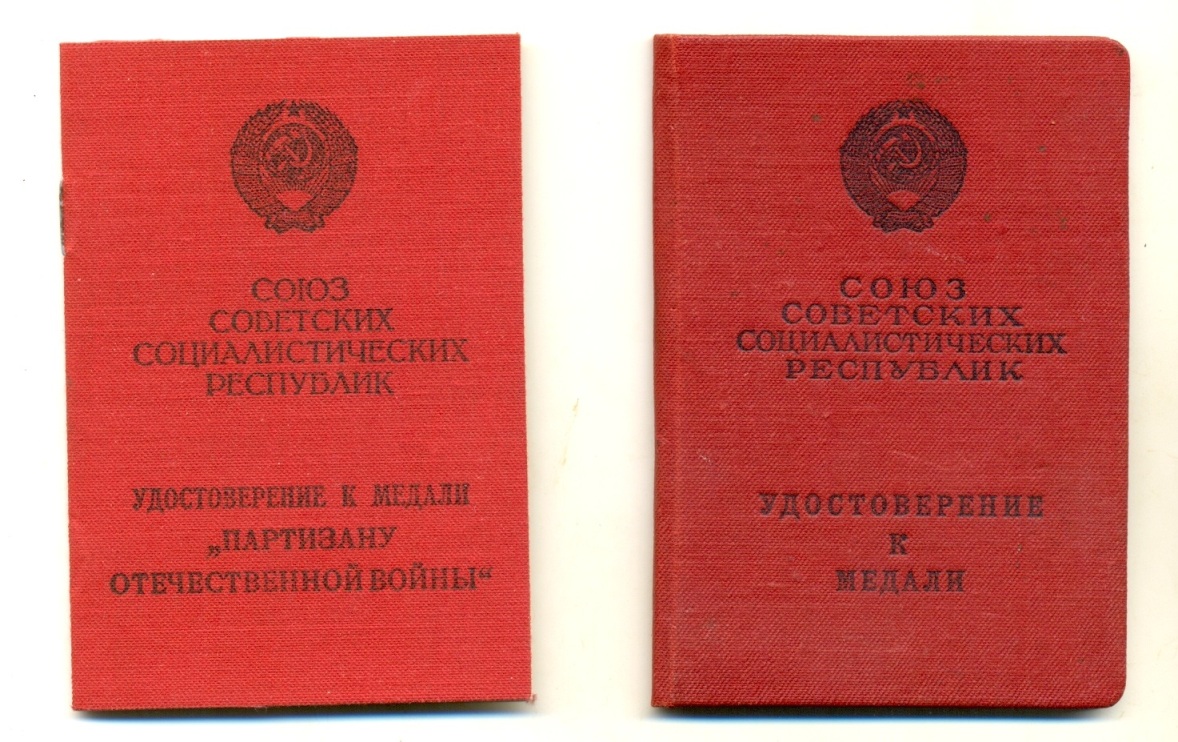 СОЮЗ
СОВЕТСКИХ
СОЦИАЛИСТИЧЕСКИХ
РЕСПУБЛИК
УДОСТОВЕРЕНИЕ К МЕДАЛИ
„ПАРТИЗАНУ
ОТЕЧЕСТВЕННОЙ ВОЙНЫ“
СОЮЗ
СОВЕТСКИХ
СОЦИАЛИСТИЧЕСКИХ
РЕСПУБЛИК
УДОСТОВЕРЕНИЕ
К
МЕДАЛИ